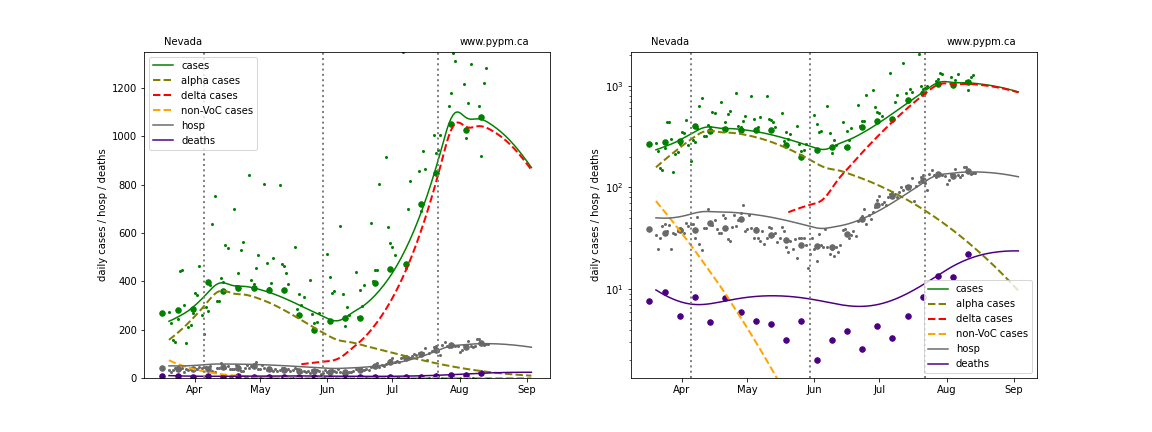 Nevada www.pypm.ca
daily cases / hosp / deaths
1200
1000
800
600
400
200
0
cases
alpha cases
delta cases
non-VoC cases
hosp
deaths
Apr May Jun Jul Aug Sep
Nevada www.pypm.ca
daily cases / hosp / deaths
10³
10²
10¹
cases
alpha cases
delta cases
non-VoC cases
hosp
deaths
Apr May Jun Jul Aug Sep